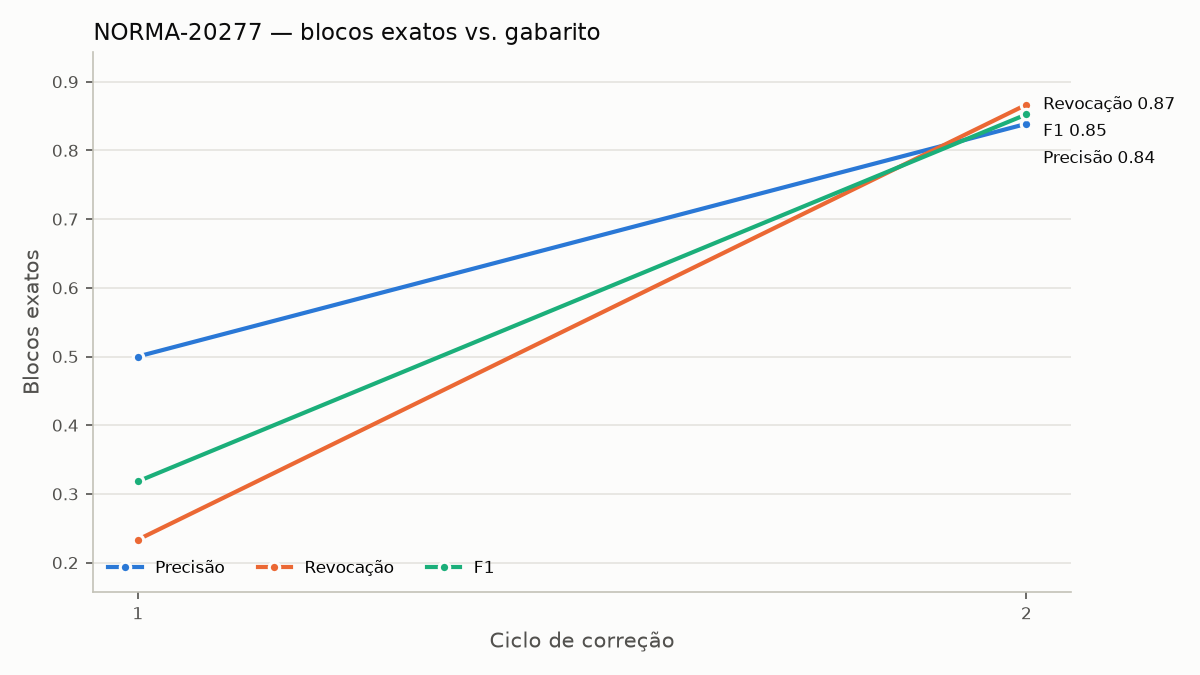 NORMA-20277 — blocos exatos vs. gabarito
Blocos exatos
0.9
0.8
0.7
0.6
0.5
0.4
0.3
0.2
Revocação 0.87
F1 0.85
Precisão 0.84
Precisão Revocação F1
1 2
Ciclo de correção